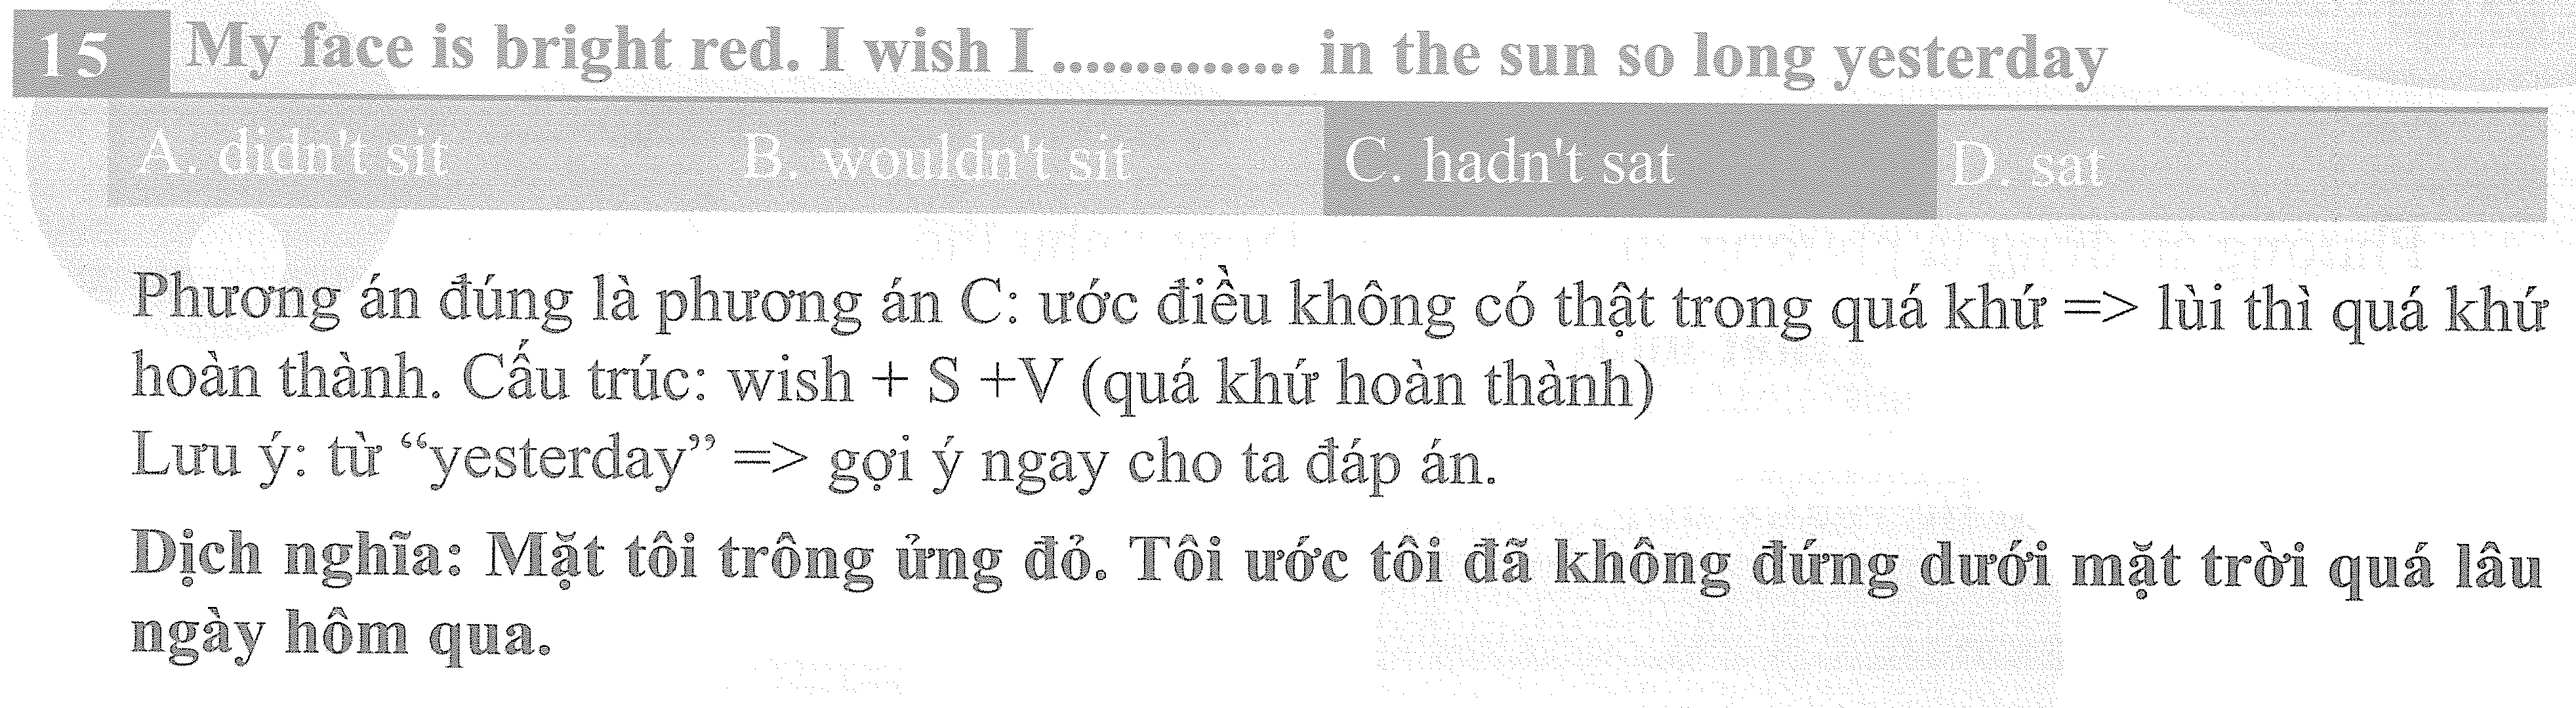 15 My face is bright red. I wish I .............. in the sun so long yesterday
A. didn't sit B. wouldn't sit C. hadn't sat D. sat
Phương án đúng là phương án C: ước điều không có thật trong quá khứ => lùi thì quá khứ
hoàn thành. Cấu trúc: wish + S +V (quá khứ hoàn thành)
Lưu ý: từ “yesterday” => gợi ý ngay cho ta đáp án.
Dịch nghĩa: Mặt tôi trông ửng đỏ. Tôi ước tôi đã không đứng dưới mặt trời quá lâu
ngày hôm qua.